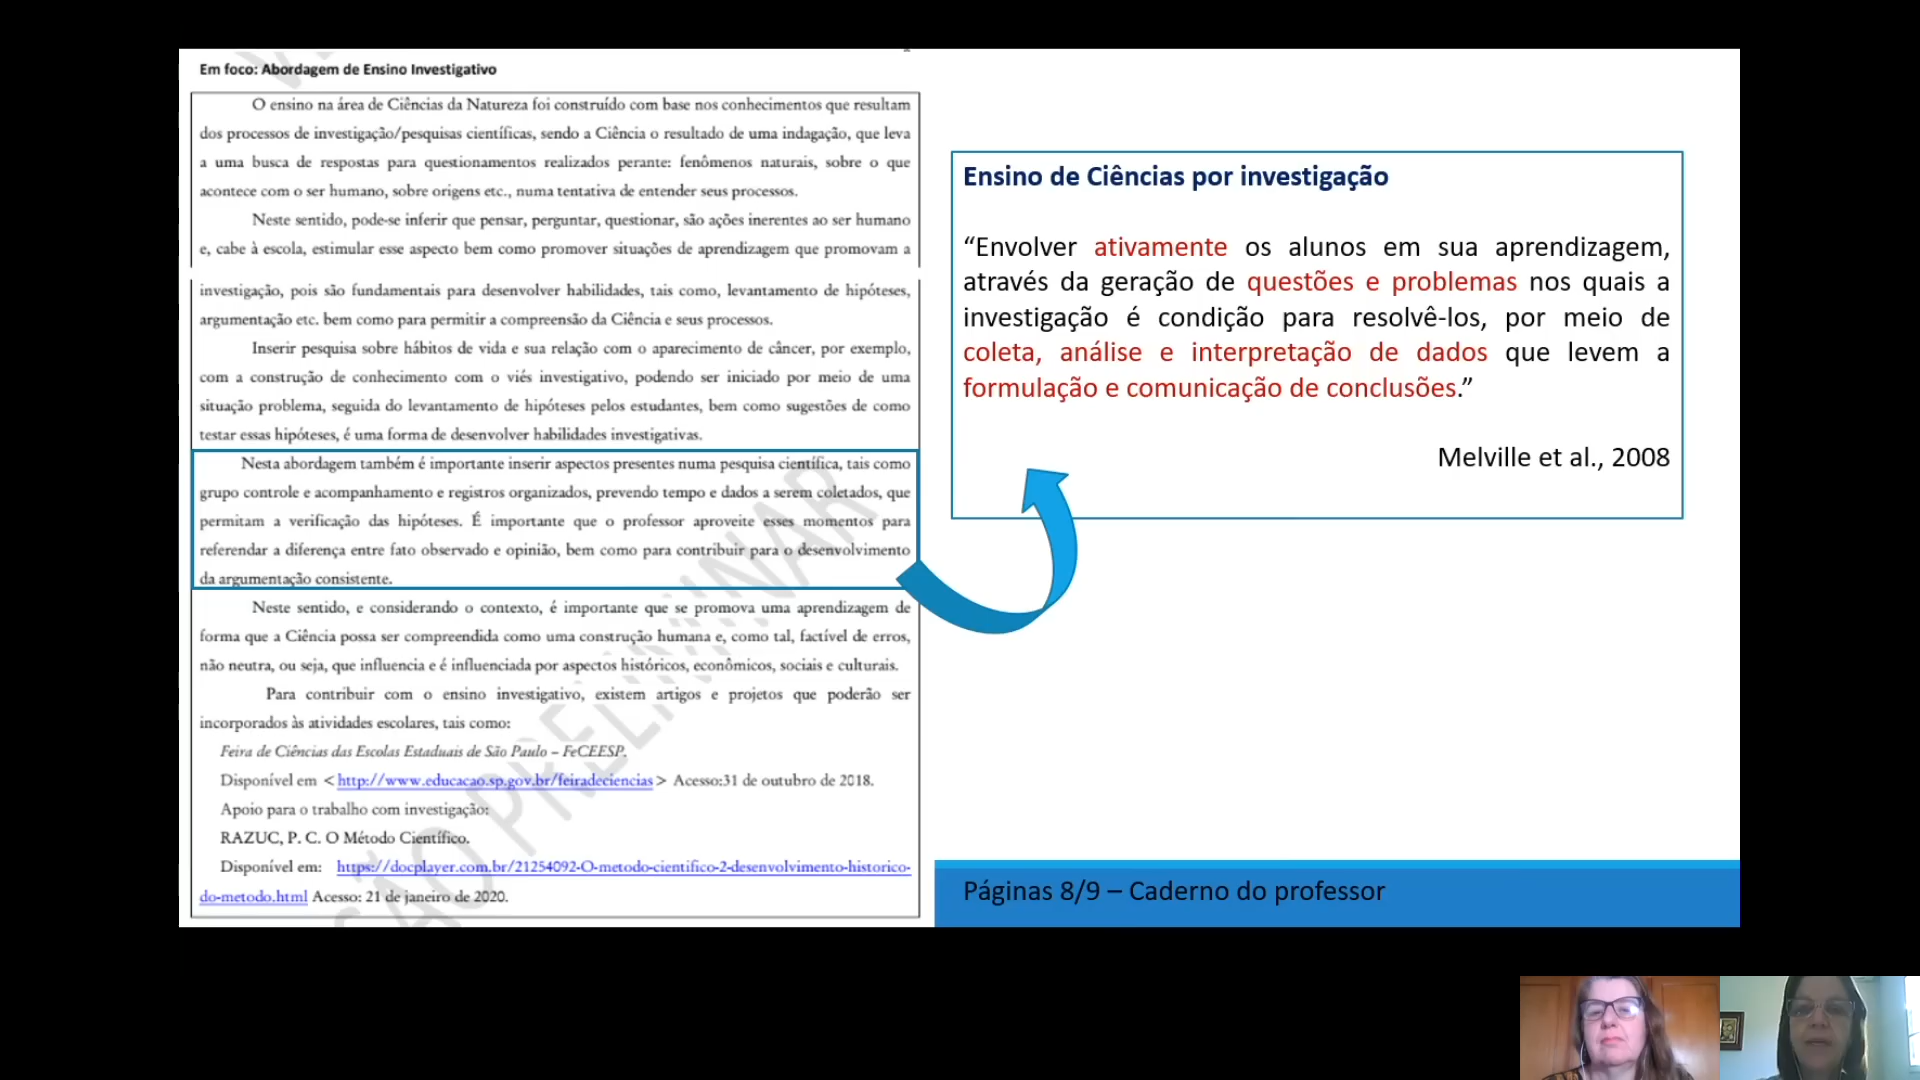 Em foco: Abordagem de Ensino Investigativo
O ensino na área de Ciências da Natureza foi construído com base nos conhecimentos que resultam
dos processos de investigação/pesquisas científicas, sendo a Ciência o resultado de uma indagação, que leva
a uma busca de respostas para questionamentos realizados perante: fenômenos naturais, sobre o que
acontece com o ser humano, sobre origens etc., numa tentativa de entender seus processos.
Neste sentido, pode-se inferir que pensar, perguntar, questionar, são ações inerentes ao ser humano
e, cabe à escola, estimular esse aspecto bem como promover situações de aprendizagem que promovam a
investigação, pois são fundamentais para desenvolver habilidades, tais como, levantamento de hipóteses,
argumentação etc. bem como para permitir a compreensão da Ciência e seus processos.
Inserir pesquisa sobre hábitos de vida e sua relação com o aparecimento de câncer, por exemplo,
com a construção de conhecimento com o viés investigativo, podendo ser iniciado por meio de uma
situação problema, seguida do levantamento de hipóteses pelos estudantes, bem como sugestões de como
testar essas hipóteses, é uma forma de desenvolver habilidades investigativas.
Nesta abordagem também é importante inserir aspectos presentes numa pesquisa científica, tais como
grupo controle e acompanhamento e registros organizados, prevendo tempo e dados a serem coletados, que
permitam a verificação das hipóteses. É importante que o professor aproveite esses momentos para
referendar a diferença entre fato observado e opinião, bem como para contribuir para o desenvolvimento
da argumentação consistente.
Neste sentido, e considerando o contexto, é importante que se promova uma aprendizagem de
forma que a Ciência possa ser compreendida como uma construção humana e, como tal, factível de erros,
não neutra, ou seja, que influencia e é influenciada por aspectos históricos, econômicos, sociais e culturais.
Para contribuir com o ensino investigativo, existem artigos e projetos que poderão ser
incorporados às atividades escolares, tais como:
Feira de Ciências das Escolas Estaduais de São Paulo – FeCEESP.
Disponível em <http://www.educacao.sp.gov.br/feiradeciencias> Acesso:31 de outubro de 2018.
Apoio para o trabalho com investigação:
RAZUC, P. C. O Método Científico.
Disponível em: https://docplayer.com.br/21254092-O-metodo-cientifico-2-desenvolvimento-historico-
do-metodo.html Acesso: 21 de janeiro de 2020.
SÃO PRELIMINAR
Ensino de Ciências por investigação
“Envolver ativamente os alunos em sua aprendizagem,
através da geração de questões e problemas nos quais a
investigação é condição para resolvê-los, por meio de
coleta, análise e interpretação de dados que levem a
formulação e comunicação de conclusões.”
Melville et al., 2008
Páginas 8/9 – Caderno do professor